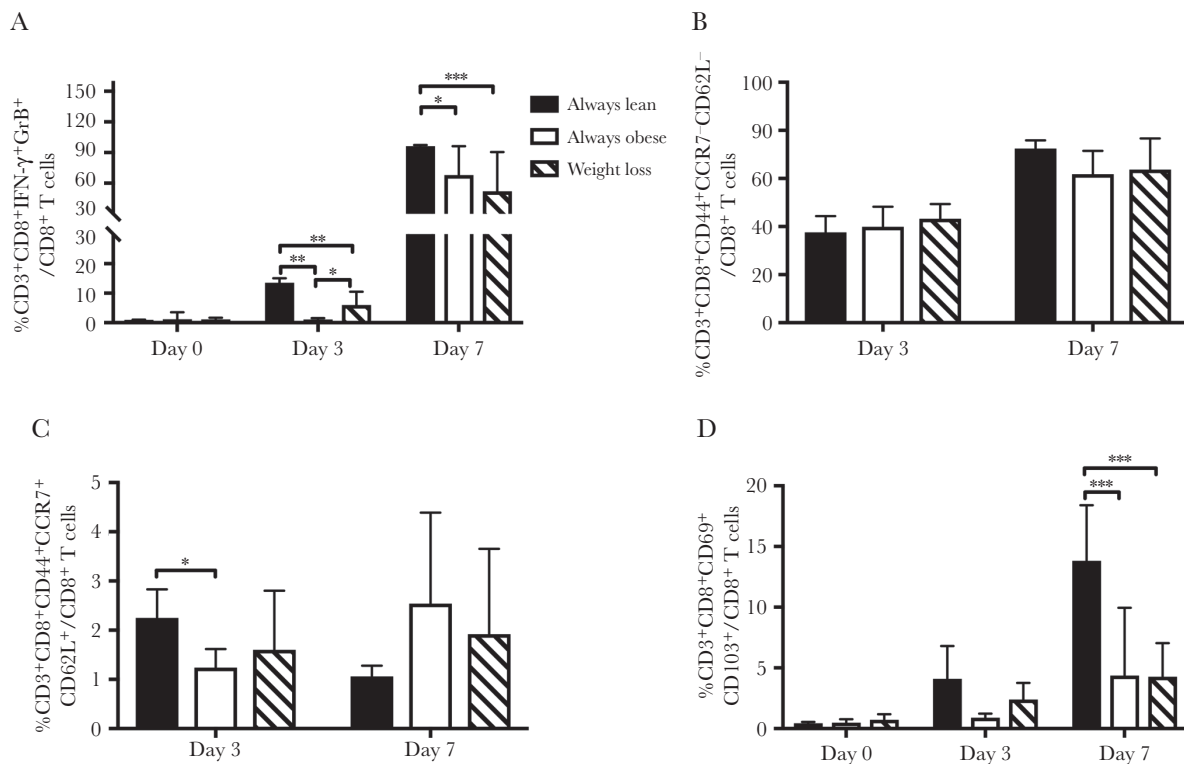 A
%CD3⁺CD8⁺IFN-γ⁺GrB⁺
/CD8⁺ T cells
150
120
90
60
30
30
20
10
0
**
**
*
*
***
Day 0
Day 3
Day 7
Always lean
Always obese
Weight loss
B
%CD3⁺CD8⁺CD44⁺CCR7⁻CD62L⁻
/CD8⁺ T cells
100
80
60
40
20
0
Day 3
Day 7
C
%CD3⁺CD8⁺CD44⁺CCR7⁺
CD62L⁺/CD8⁺ T cells
5
4
3
2
1
0
*
Day 3
Day 7
D
%CD3⁺CD8⁺CD69⁺
CD103⁺/CD8⁺ T cells
20
15
10
5
0
***
***
Day 0
Day 3
Day 7